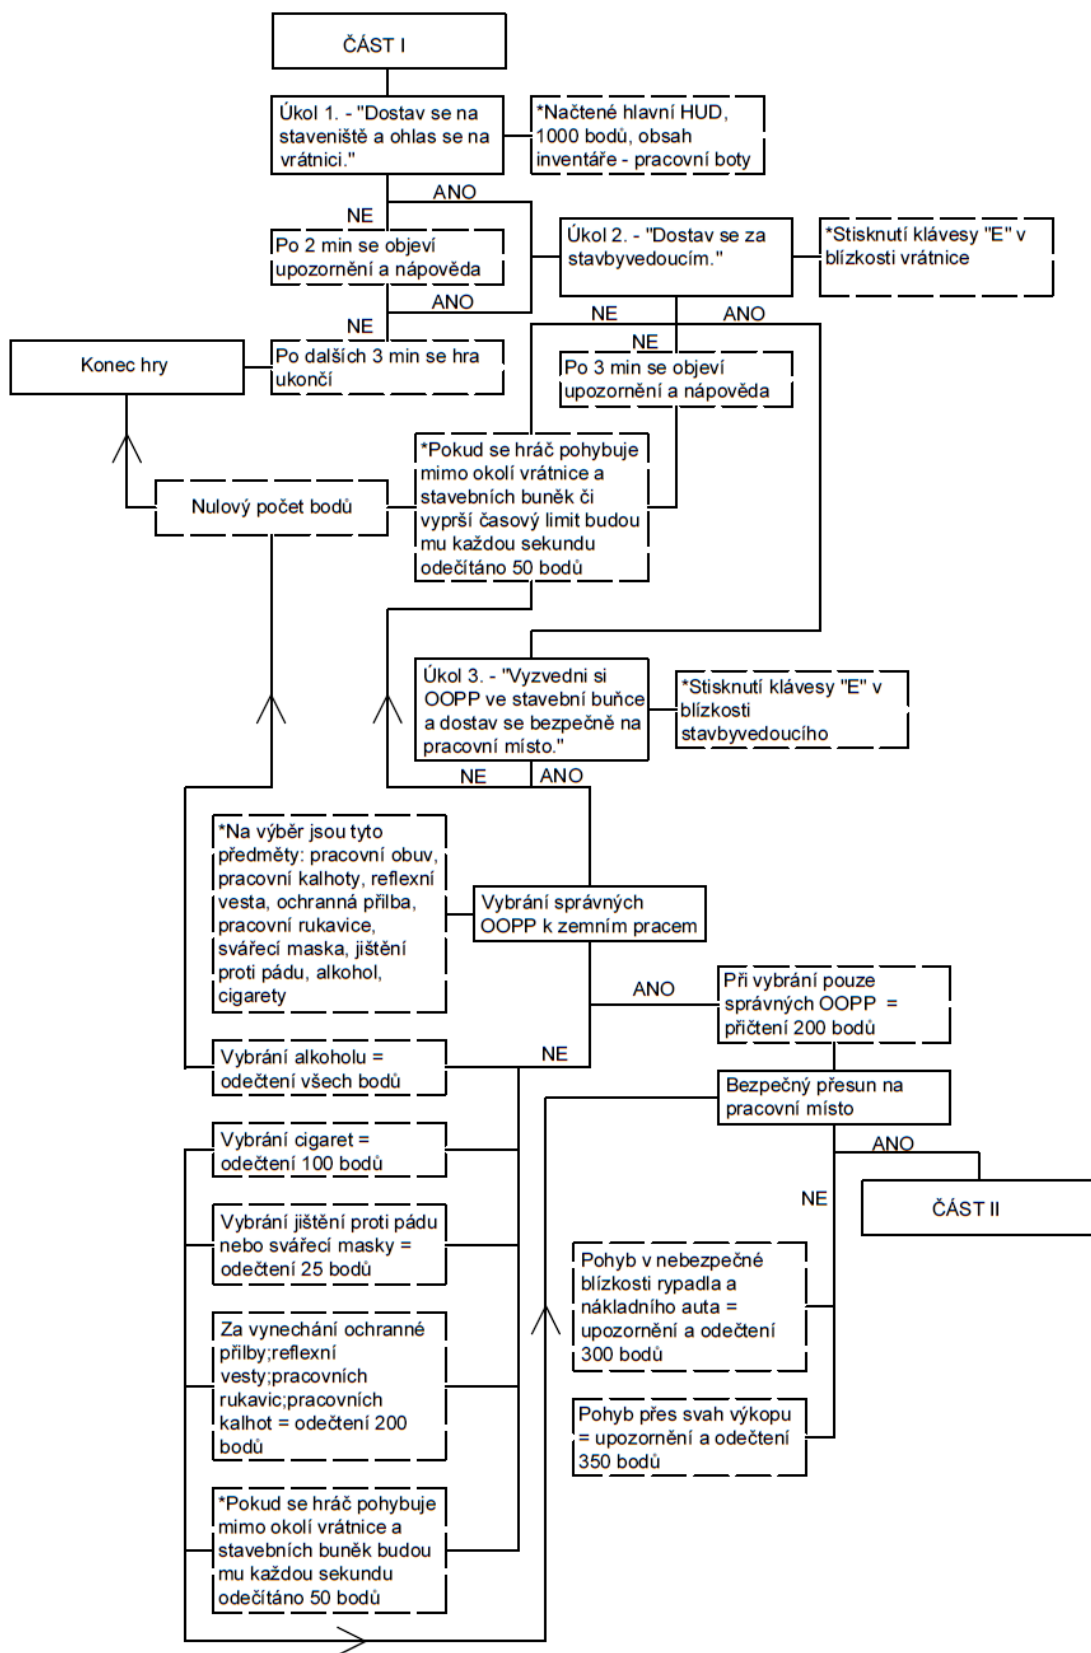 ČÁST I
Úkol 1. - "Dostav se na
staveniště a ohlas se na
vrátnici."
*Načtené hlavní HUD,
1000 bodů, obsah
inventáře - pracovní boty
ANO
NE
Po 2 min se objeví
upozornění a nápověda
Úkol 2. - "Dostav se za
stavbyvedoucím."
*Stisknutí klávesy "E" v
blízkosti vrátnice
ANO
NE
NE
ANO
NE
Konec hry
Po dalších 3 min se hra
ukončí
Po 3 min se objeví
upozornění a nápověda
*Pokud se hráč pohybuje
mimo okolí vrátnice a
stavebních buněk či
vyprší časový limit budou
mu každou sekundu
odečítáno 50 bodů
Nulový počet bodů
Úkol 3. - "Vyzvedni si
OOPP ve stavební buňce
a dostav se bezpečně na
pracovní místo."
*Stisknutí klávesy "E" v
blízkosti
stavbyvedoucího
NE
ANO
*Na výběr jsou tyto
předměty: pracovní obuv,
pracovní kalhoty, reflexní
vesta, ochranná přilba,
pracovní rukavice,
svářecí maska, jištění
proti pádu, alkohol,
cigarety
Vybrání správných
OOPP k zemním pracem
ANO
Při vybrání pouze
správných OOPP =
přičtení 200 bodů
NE
Vybrání alkoholu =
odečtení všech bodů
Bezpečný přesun na
pracovní místo
Vybrání cigaret =
odečtení 100 bodů
ANO
NE
ČÁST II
Vybrání jištění proti pádu
nebo svářecí masky =
odečtení 25 bodů
Pohyb v nebezpečné
blízkosti rypadla a
nákladního auta =
upozornění a odečtení
300 bodů
Za vynechání ochranné
přilby;reflexní
vesty;pracovních
rukavic;pracovních
kalhot = odečtení 200
bodů
Pohyb přes svah výkopu
= upozornění a odečtení
350 bodů
*Pokud se hráč pohybuje
mimo okolí vrátnice a
stavebních buněk budou
mu každou sekundu
odečítáno 50 bodů